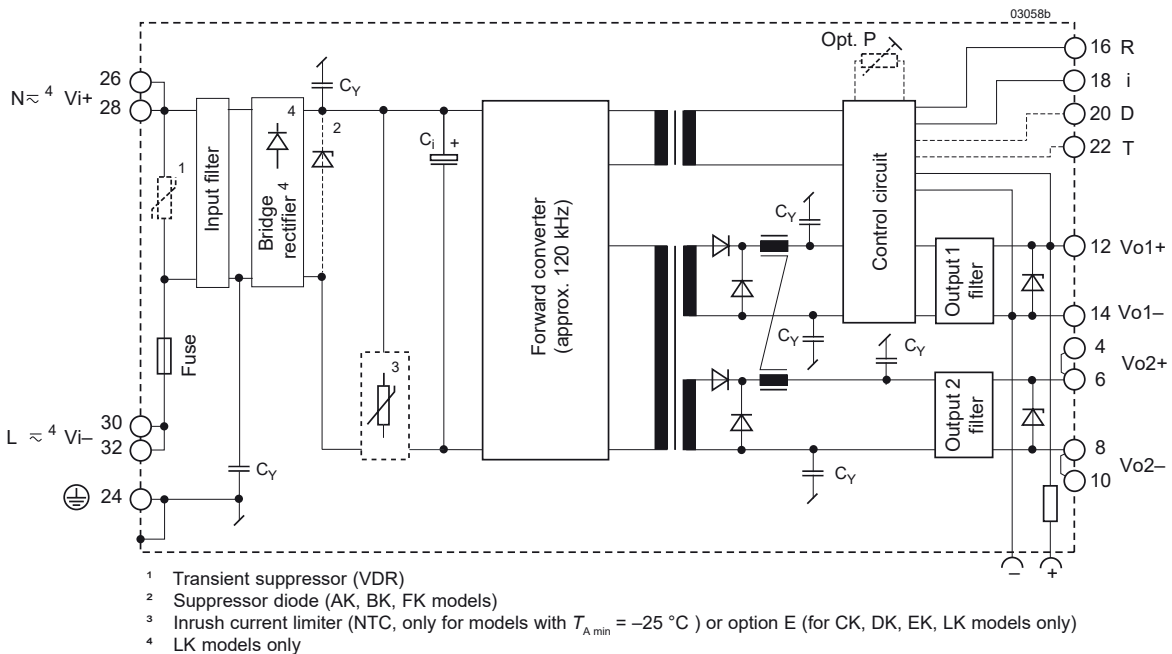 03058b
Opt. P
16 R
18 i
20 D
22 T
26
N≂ ⁴ Vi+
28
CY
4
2
Ci
+
1
Input filter
Bridge
rectifier ⁴
Forward converter
(approx. 120 kHz)
Control circuit
CY
12 Vo1+
Output 1
filter
14 Vo1–
CY
CY
4
Vo2+
6
Fuse
3
Output 2
filter
30
L ≂ ⁴ Vi–
32
8
Vo2–
10
CY
CY
24
– +
¹ Transient suppressor (VDR)
² Suppressor diode (AK, BK, FK models)
³ Inrush current limiter (NTC, only for models with TA min = –25 °C ) or option E (for CK, DK, EK, LK models only)
⁴ LK models only